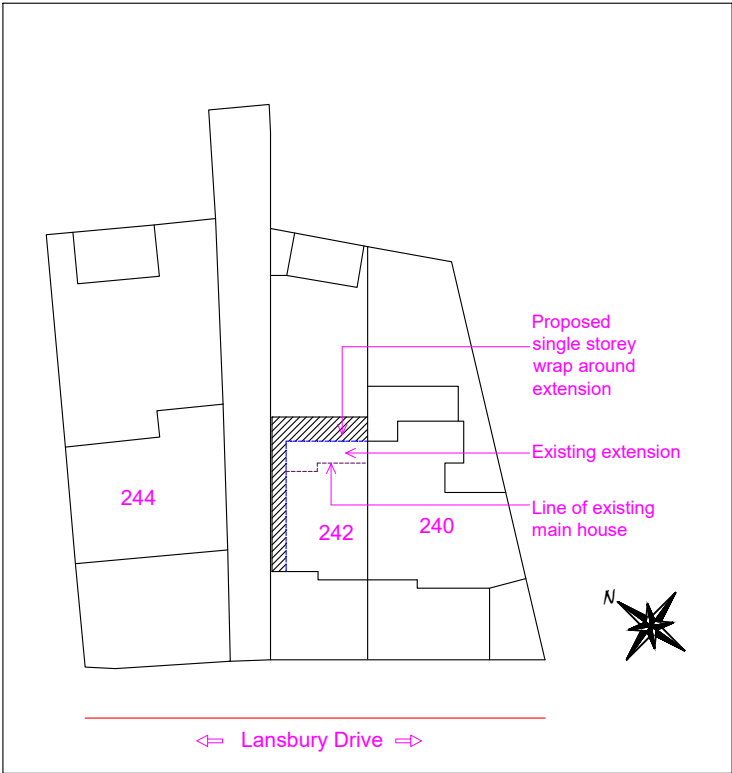 Proposed
single storey
wrap around
extension
Existing extension
244
Line of existing
main house
242
240
N
Lansbury Drive